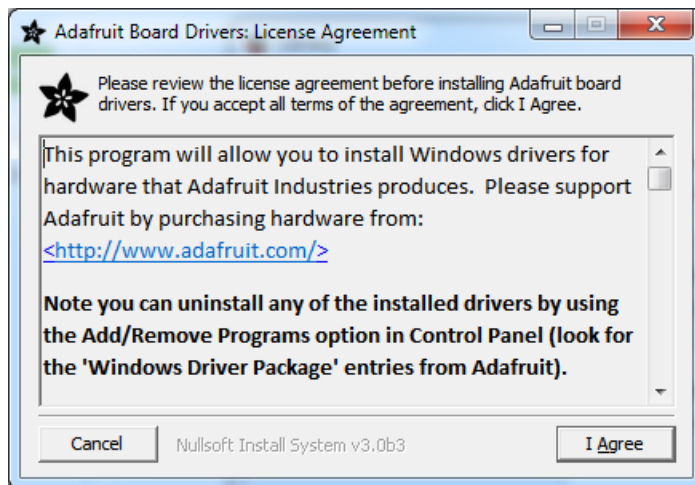 Adafruit Board Drivers: License Agreement
Please review the license agreement before installing Adafruit board
drivers. If you accept all terms of the agreement, click I Agree.
This program will allow you to install Windows drivers for
hardware that Adafruit Industries produces.  Please support
Adafruit by purchasing hardware from:
<http://www.adafruit.com/>
Note you can uninstall any of the installed drivers by using
the Add/Remove Programs option in Control Panel (look for
the 'Windows Driver Package' entries from Adafruit).
Cancel
Nullsoft Install System v3.0b3
I Agree